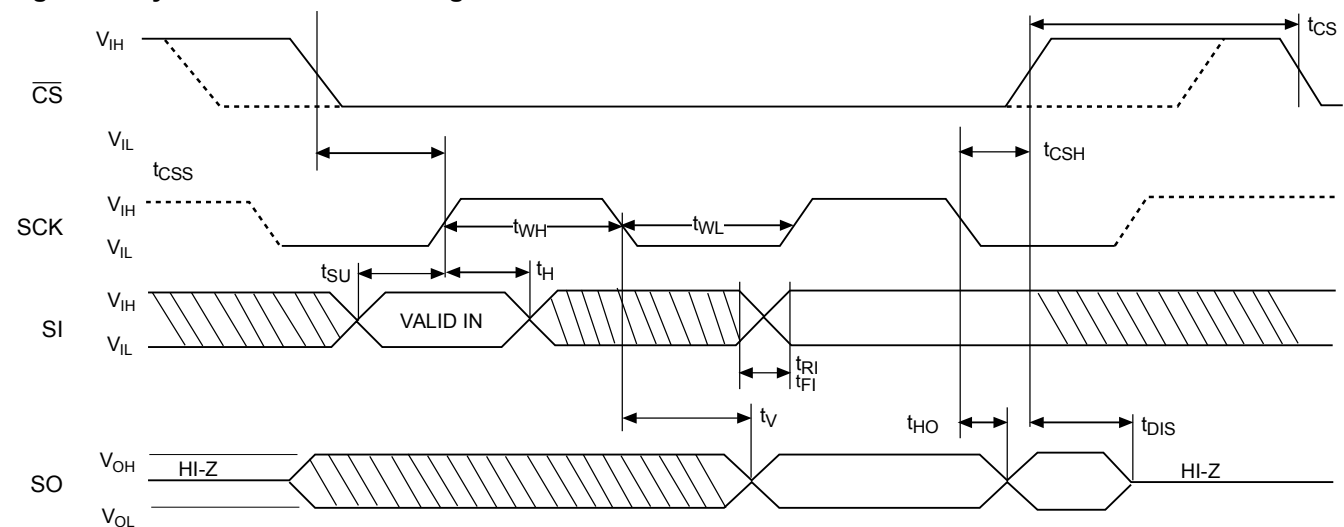 tCS
VIH
CS
VIL
tCSH
tCSS
VIH
SCK
tWH
tWL
VIL
tSU
tH
VIH
SI
VALID IN
VIL
tRI
tFI
tV
tHO
tDIS
VOH
HI-Z
HI-Z
SO
VOL